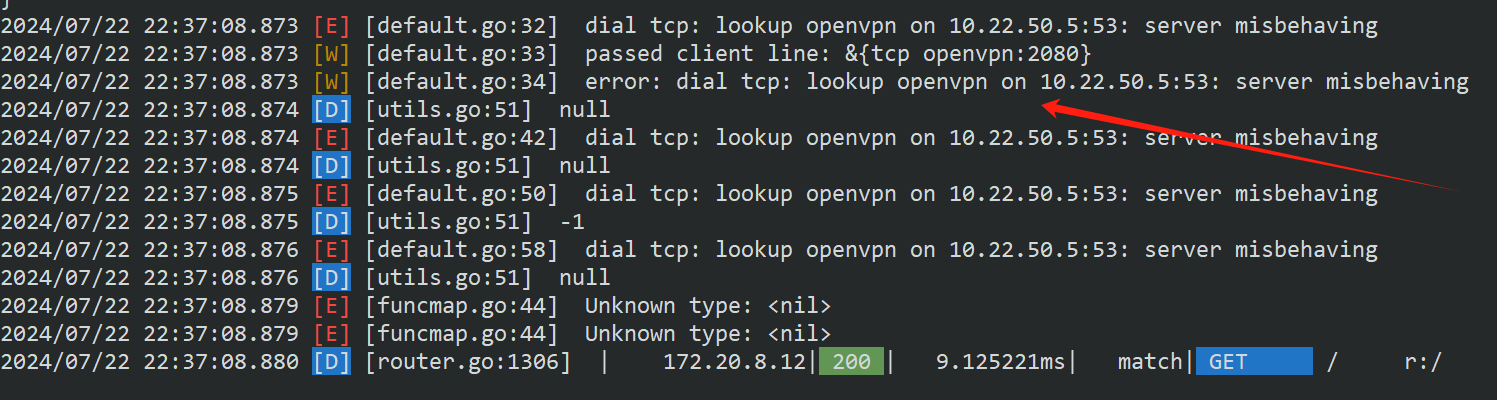 2024/07/22 22:37:08.873 [E] [default.go:32]  dial tcp: lookup openvpn on 10.22.50.5:53: server misbehaving
2024/07/22 22:37:08.873 [W] [default.go:33]  passed client line: &{tcp openvpn:2080}
2024/07/22 22:37:08.873 [W] [default.go:34]  error: dial tcp: lookup openvpn on 10.22.50.5:53: server misbehaving
2024/07/22 22:37:08.874 [D] [utils.go:51]  null
2024/07/22 22:37:08.874 [E] [default.go:42]  dial tcp: lookup openvpn on 10.22.50.5:53: server misbehaving
2024/07/22 22:37:08.874 [D] [utils.go:51]  null
2024/07/22 22:37:08.875 [E] [default.go:50]  dial tcp: lookup openvpn on 10.22.50.5:53: server misbehaving
2024/07/22 22:37:08.875 [D] [utils.go:51]  -1
2024/07/22 22:37:08.876 [E] [default.go:58]  dial tcp: lookup openvpn on 10.22.50.5:53: server misbehaving
2024/07/22 22:37:08.876 [D] [utils.go:51]  null
2024/07/22 22:37:08.879 [E] [funcmap.go:44]  Unknown type: <nil>
2024/07/22 22:37:08.879 [E] [funcmap.go:44]  Unknown type: <nil>
2024/07/22 22:37:08.880 [D] [router.go:1306]  |    172.20.8.12| 200 |   9.125221ms|   match| GET      /     r:/